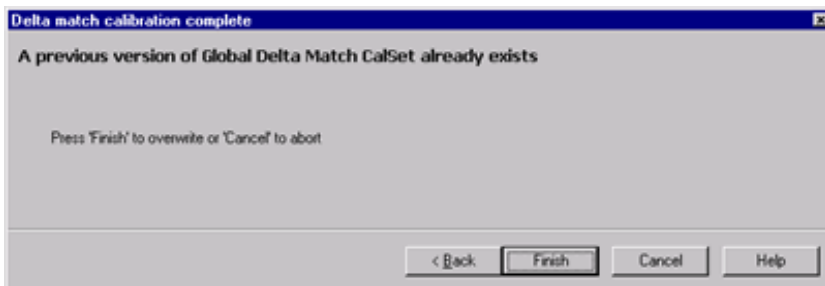 Delta match calibration complete
A previous version of Global Delta Match CalSet already exists
Press 'Finish' to overwrite or 'Cancel' to abort
< Back Finish Cancel Help